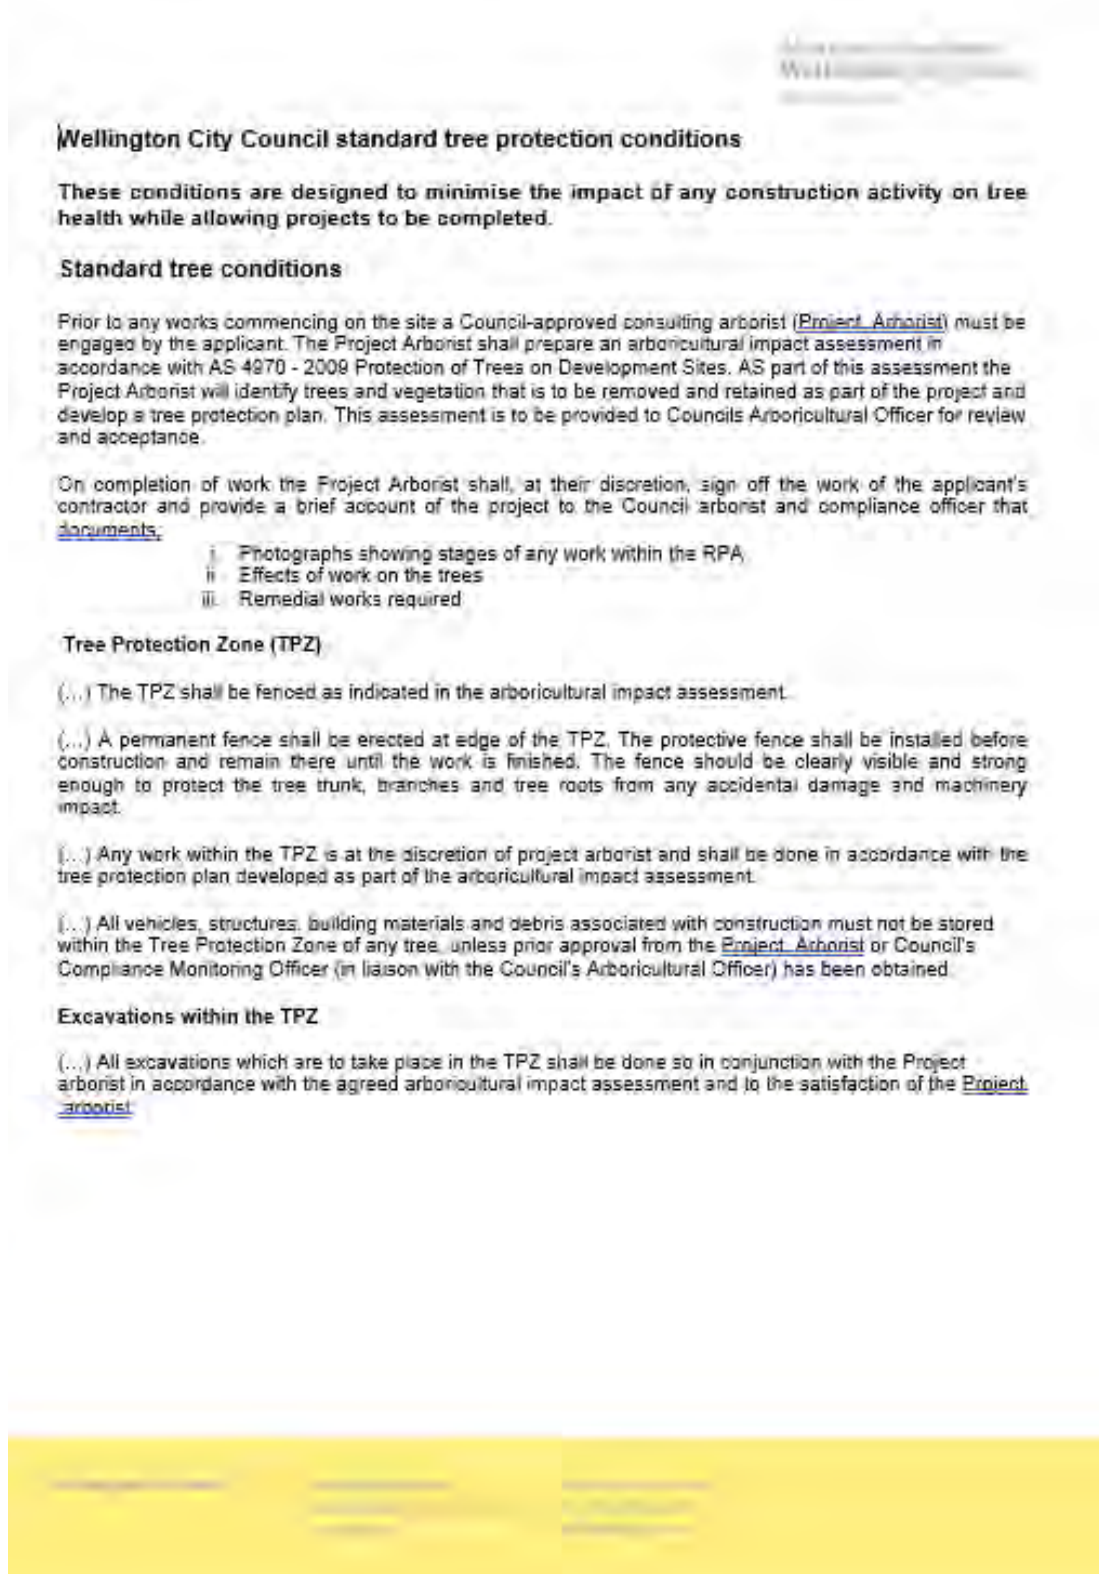 Wellington City Council standard tree protection conditions
These conditions are designed to minimise the impact of any construction activity on tree
health while allowing projects to be completed.
Standard tree conditions
Prior to any works commencing on the site a Council-approved consulting arborist (Project Arborist) must be
engaged by the applicant. The Project Arborist shall prepare an arboricultural impact assessment in
accordance with AS 4970 - 2009 Protection of Trees on Development Sites. AS part of this assessment the
Project Arborist will identify trees and vegetation that is to be removed and retained as part of the project and
develop a tree protection plan. This assessment is to be provided to Councils Arboricultural Officer for review
and acceptance.
On completion of work the Project Arborist shall, at their discretion, sign off the work of the applicant's
contractor and provide a brief account of the project to the Council arborist and compliance officer that
documents.
i. Photographs showing stages of any work within the RPA
ii. Effects of work on the trees
iii. Remedial works required
Tree Protection Zone (TPZ)
(...) The TPZ shall be fenced as indicated in the arboricultural impact assessment.
(...) A permanent fence shall be erected at edge of the TPZ. The protective fence shall be installed before
construction and remain there until the work is finished. The fence should be clearly visible and strong
enough to protect the tree trunk, branches and tree roots from any accidental damage and machinery
impact.
(...) Any work within the TPZ is at the discretion of project arborist and shall be done in accordance with the
tree protection plan developed as part of the arboricultural impact assessment.
(...) All vehicles, structures, building materials and debris associated with construction must not be stored
within the Tree Protection Zone of any tree, unless prior approval from the Project Arborist or Council's
Compliance Monitoring Officer (in liaison with the Council's Arboricultural Officer) has been obtained.
Excavations within the TPZ
(...) All excavations which are to take place in the TPZ shall be done so in conjunction with the Project
arborist in accordance with the agreed arboricultural impact assessment and to the satisfaction of the Project
arborist